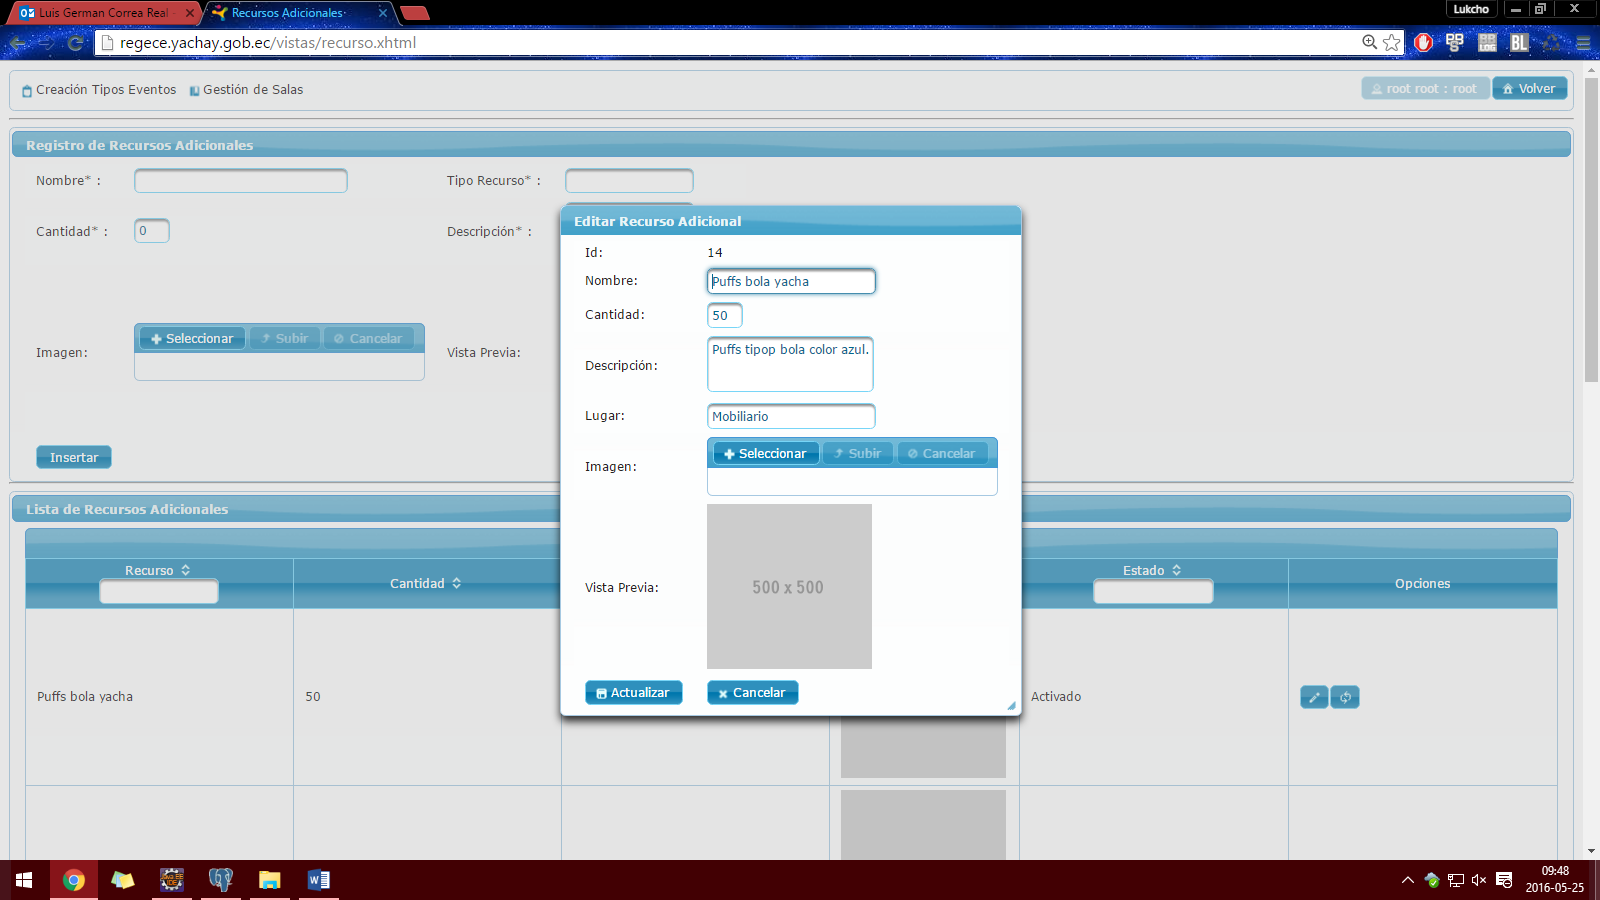 Luis German Correa Real
Recursos Adicionales
Lukcho
regece.yachay.gob.ec/vistas/recurso.xhtml
BL
Creación Tipos Eventos Gestión de Salas root root : root Volver
Registro de Recursos Adicionales
Nombre* : Tipo Recurso* :
Cantidad* : 0 Descripción* :
Imagen: Seleccionar Subir Cancelar Vista Previa:
Insertar
Editar Recurso Adicional
Id: 14
Nombre: Puffs bola yacha
Cantidad: 50
Descripción: Puffs tipop bola color azul.
Lugar: Mobiliario
Imagen: Seleccionar Subir Cancelar
Vista Previa: 500 x 500
Actualizar Cancelar
Lista de Recursos Adicionales
Recurso Cantidad Estado Opciones
Puffs bola yacha 50 Activado
09:48
2016-05-25